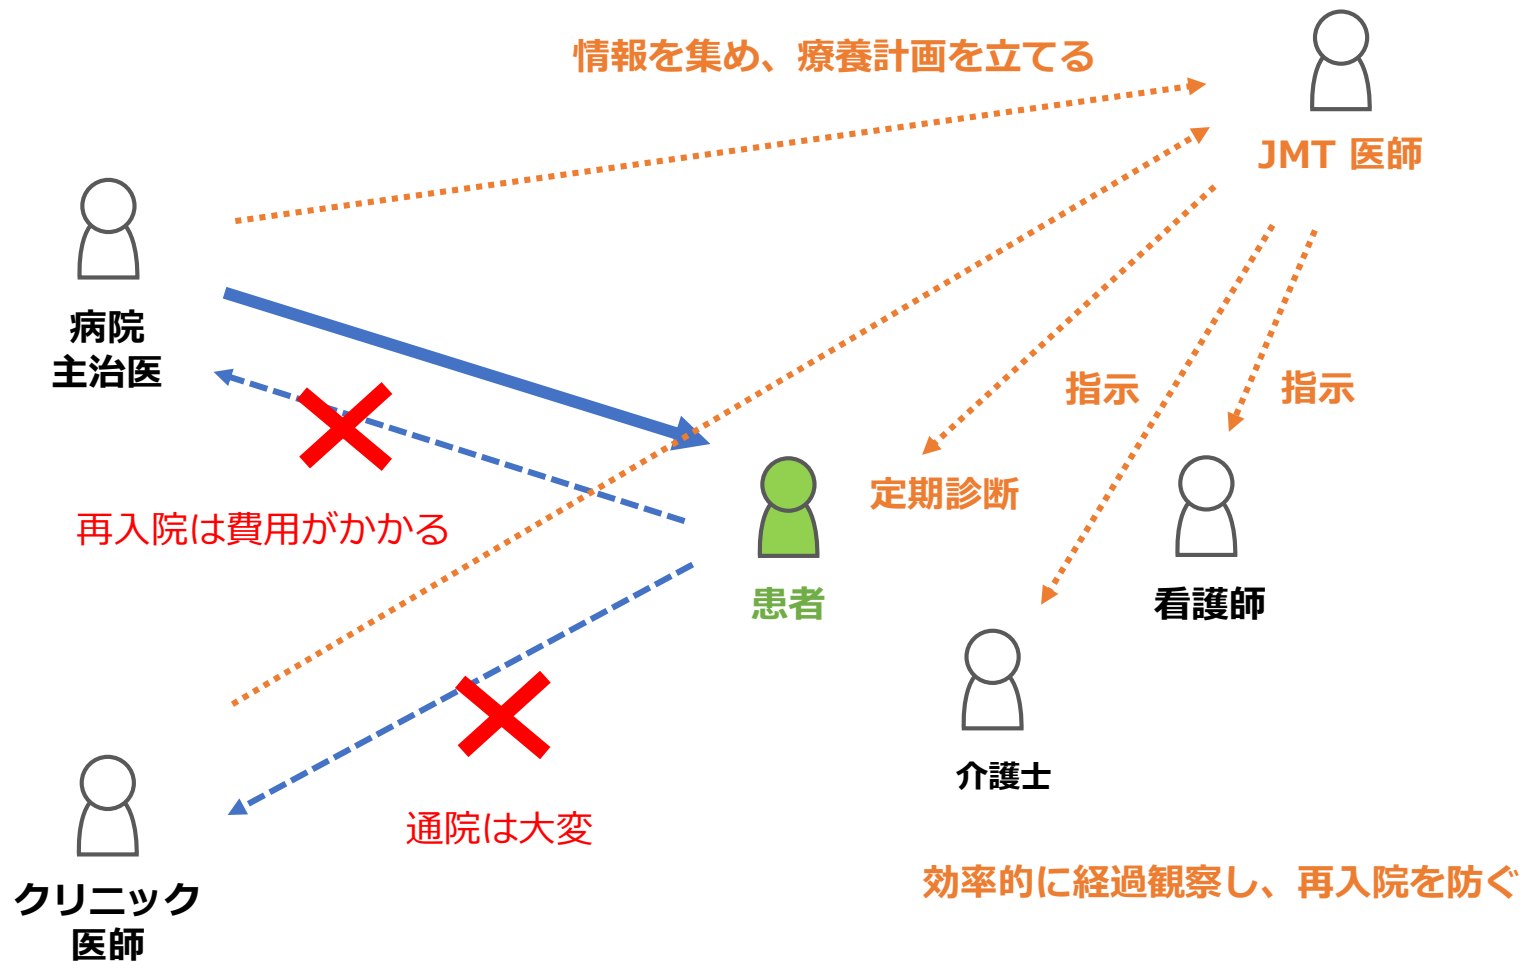 情報を集め、療養計画を立てる
JMT 医師
病院
主治医
指示
指示
定期診断
再入院は費用がかかる
患者
看護師
介護士
通院は大変
効率的に経過観察し、再入院を防ぐ
クリニック
医師